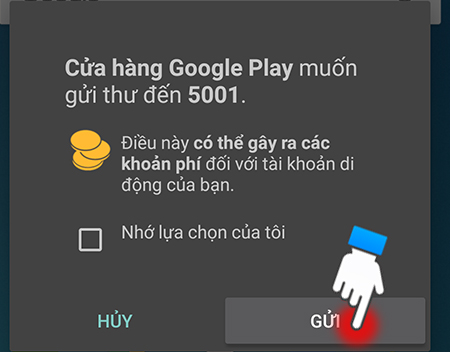 Cửa hàng Google Play muốn
gửi thư đến 5001.
Điều này có thể gây ra các
khoản phí đối với tài khoản di
động của bạn.
Nhớ lựa chọn của tôi
HỦY
GỬI